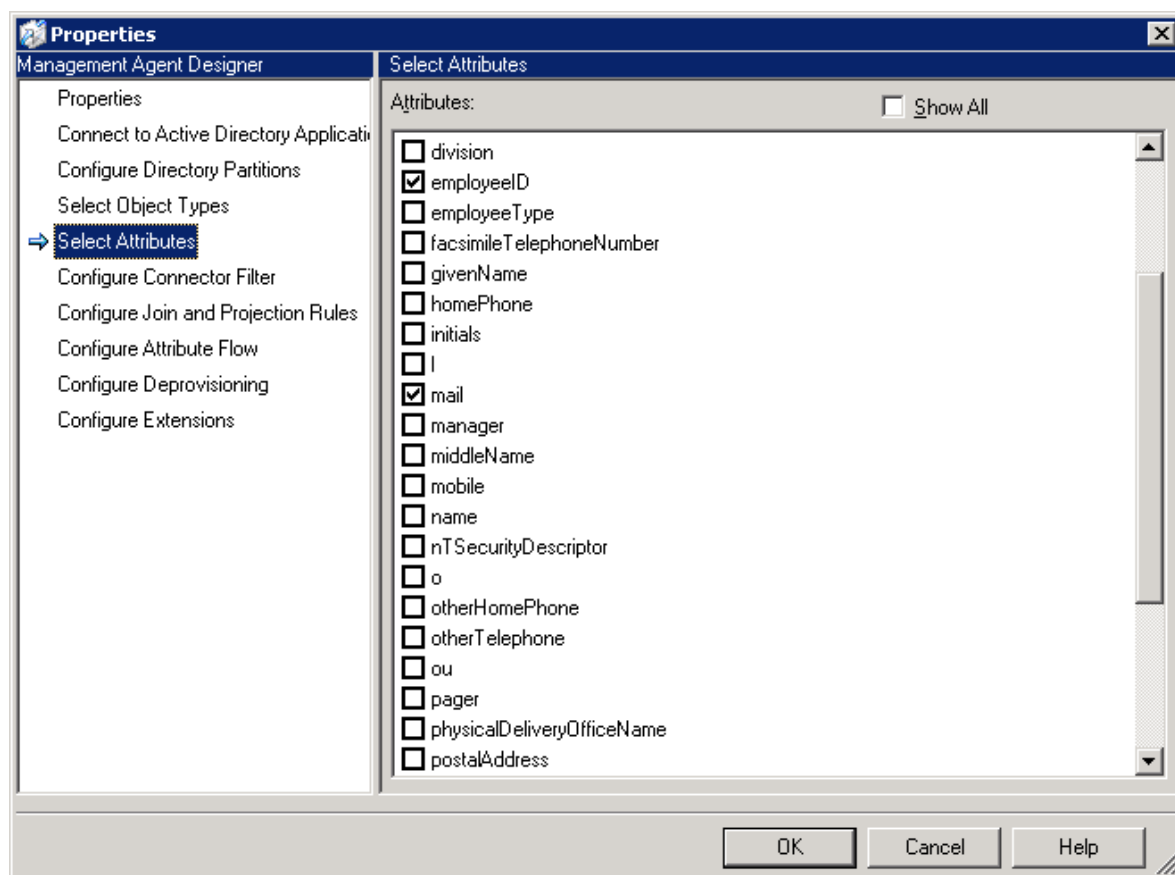 Properties
Management Agent Designer
Select Attributes
Properties
Connect to Active Directory Applicati
Configure Directory Partitions
Select Object Types
Select Attributes
Configure Connector Filter
Configure Join and Projection Rules
Configure Attribute Flow
Configure Deprovisioning
Configure Extensions
Attributes:
Show All
division
employeeID
employeeType
facsimileTelephoneNumber
givenName
homePhone
initials
l
mail
manager
middleName
mobile
name
nTSecurityDescriptor
o
otherHomePhone
otherTelephone
ou
pager
physicalDeliveryOfficeName
postalAddress
OK
Cancel
Help